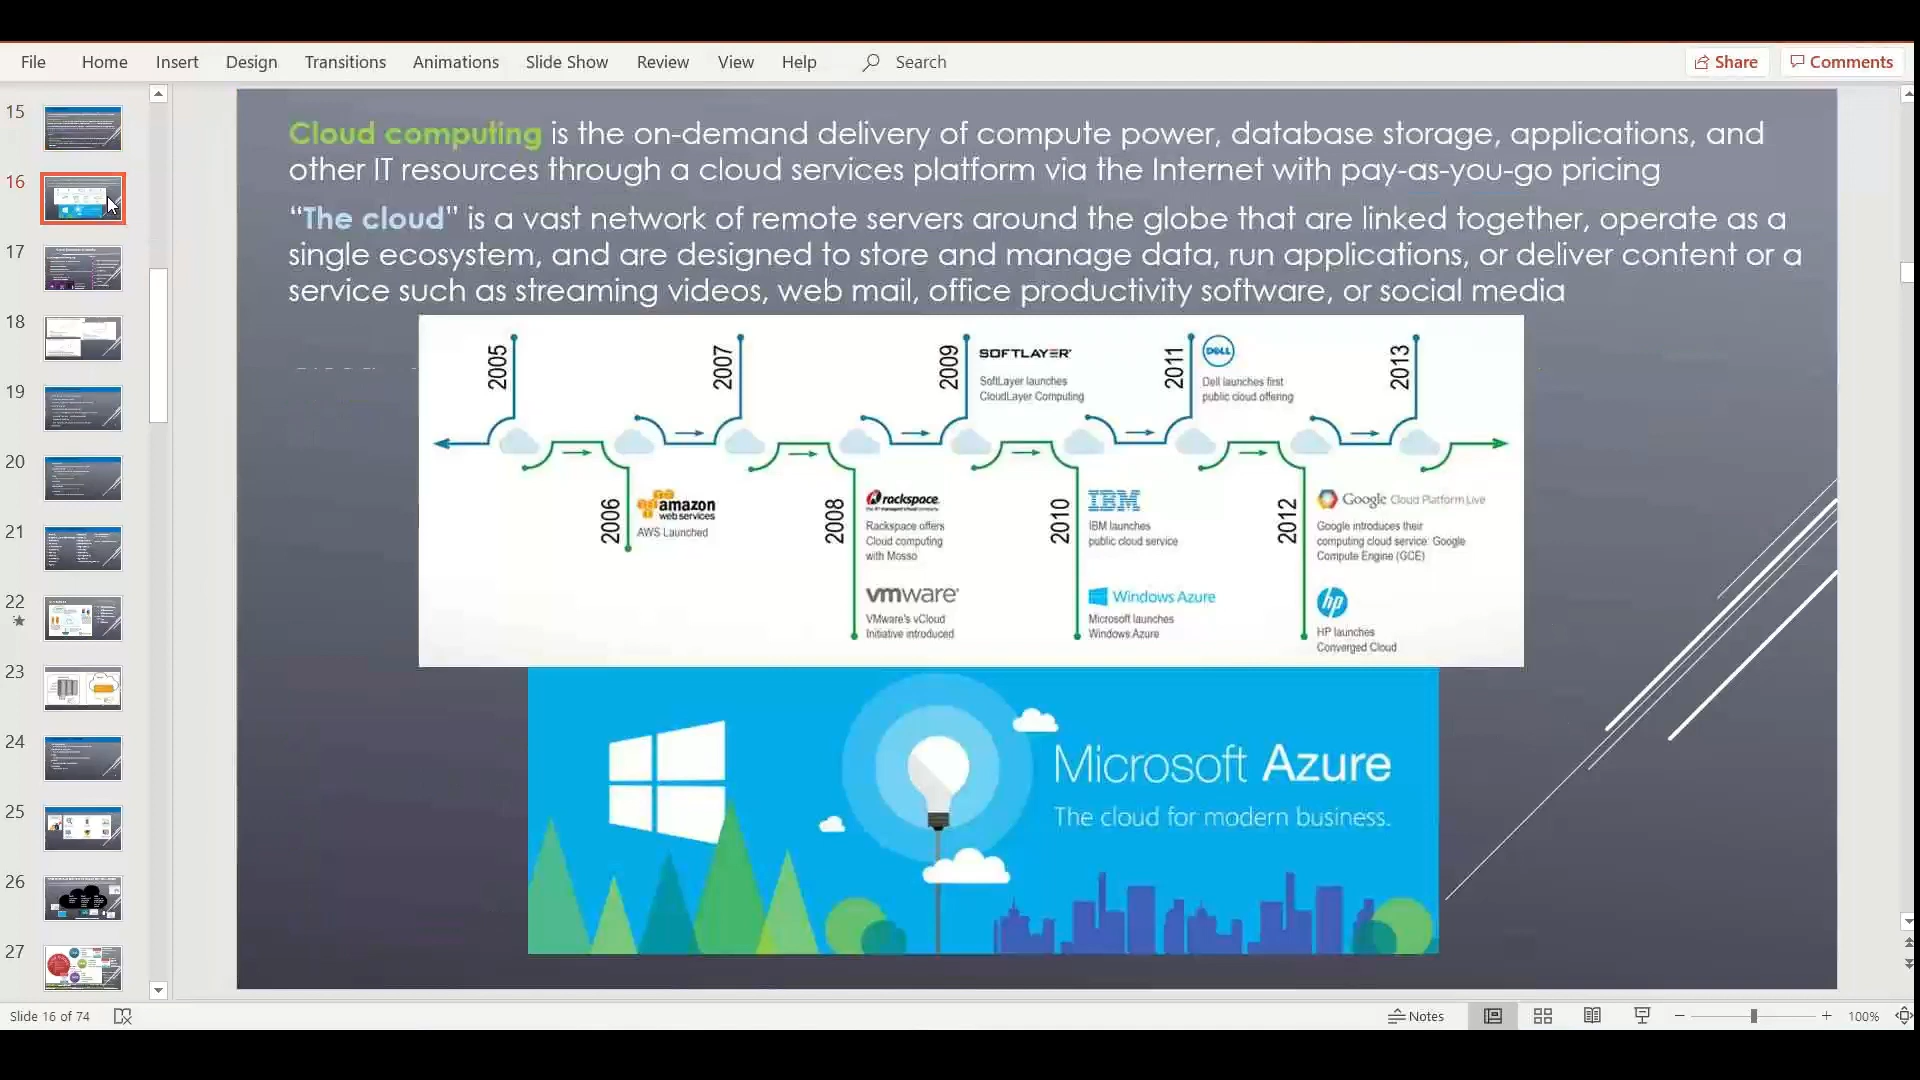 File Home Insert Design Transitions Animations Slide Show Review View Help Search Share Comments
15
16
17
18
19
20
21
22
23
24
25
26
27
Cloud computing is the on-demand delivery of compute power, database storage, applications, and
other IT resources through a cloud services platform via the Internet with pay-as-you-go pricing
“The cloud” is a vast network of remote servers around the globe that are linked together, operate as a
single ecosystem, and are designed to store and manage data, run applications, or deliver content or a
service such as streaming videos, web mail, office productivity software, or social media
2005
2007
2009
SOFTLAYER
SoftLayer launches
CloudLayer Computing
2011
DELL
Dell launches first
public cloud offering
2013
2006
amazon
web services
AWS Launched
2008
rackspace.
Rackspace offers
Cloud computing
with Mosso
vmware
VMware's vCloud
Initiative introduced
2010
IBM
IBM launches
public cloud service
Windows Azure
Microsoft launches
Windows Azure
2012
Google Cloud Platform Live
Google introduces their
computing cloud service: Google
Compute Engine (GCE)
hp
HP launches
Converged Cloud
Microsoft Azure
The cloud for modern business.
Slide 16 of 74 Notes 100%